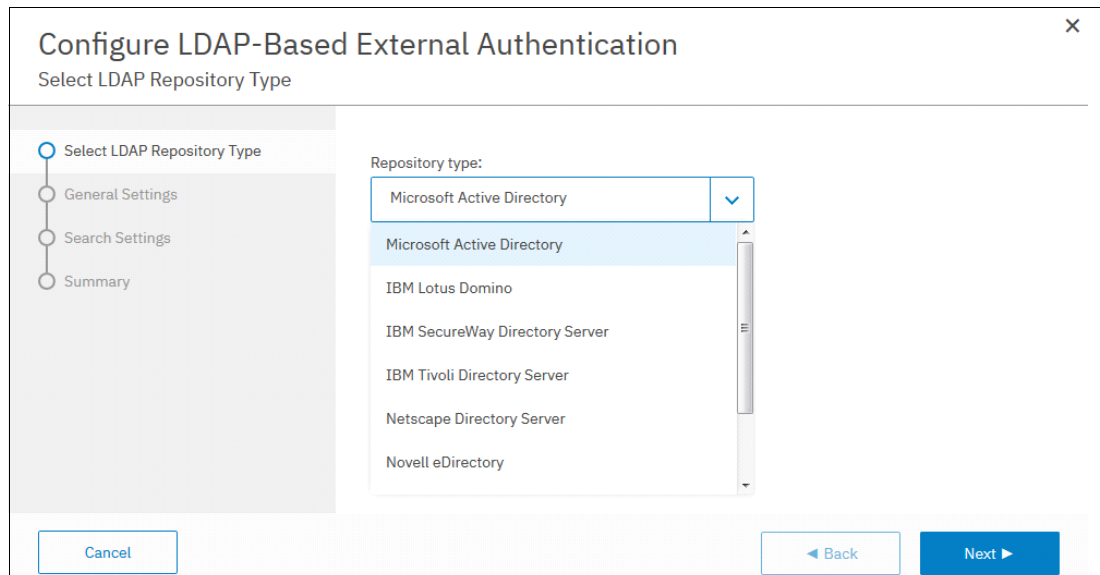 Configure LDAP-Based External Authentication
Select LDAP Repository Type
Select LDAP Repository Type
General Settings
Search Settings
Summary
Repository type:
Microsoft Active Directory
Microsoft Active Directory
IBM Lotus Domino
IBM SecureWay Directory Server
IBM Tivoli Directory Server
Netscape Directory Server
Novell eDirectory
Cancel
Back
Next